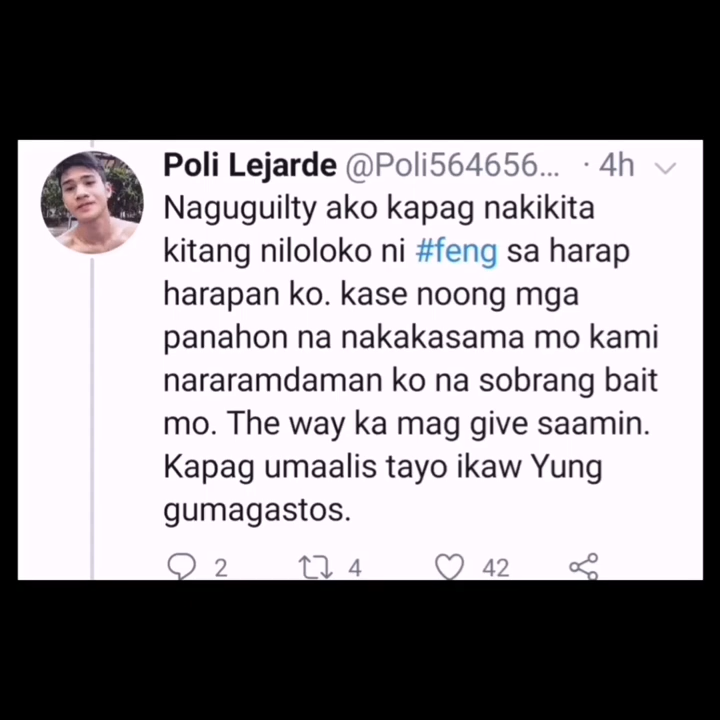 Poli Lejarde @Poli564656... · 4h
Naguguilty ako kapag nakikita
kitang niloloko ni #feng sa harap
harapan ko. kase noong mga
panahon na nakakasama mo kami
nararamdaman ko na sobrang bait
mo. The way ka mag give saamin.
Kapag umaalis tayo ikaw Yung
gumagastos.
2 4 42